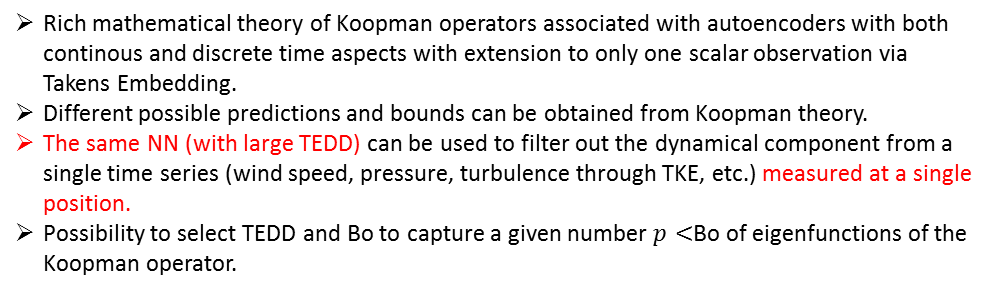 ➤ Rich mathematical theory of Koopman operators associated with autoencoders with both
continous and discrete time aspects with extension to only one scalar observation via
Takens Embedding.
➤ Different possible predictions and bounds can be obtained from Koopman theory.
➤ The same NN (with large TEDD) can be used to filter out the dynamical component from a
single time series (wind speed, pressure, turbulence through TKE, etc.) measured at a single
position.
➤ Possibility to select TEDD and Bo to capture a given number 𝑝 <Bo of eigenfunctions of the
Koopman operator.